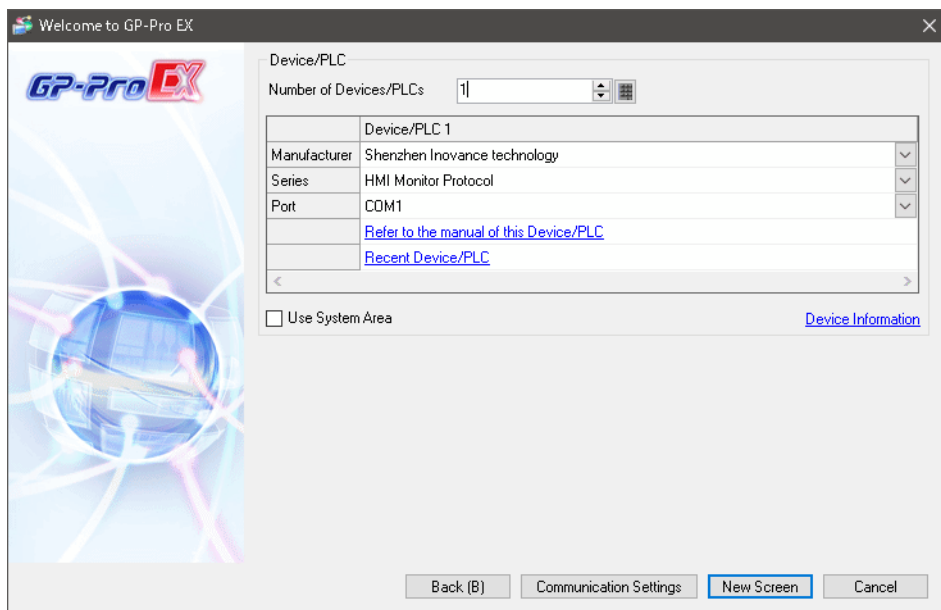 Welcome to GP-Pro EX
GP-Pro EX
Device/PLC
Number of Devices/PLCs 1
Device/PLC 1
Manufacturer Shenzhen Inovance technology
Series HMI Monitor Protocol
Port COM1
Refer to the manual of this Device/PLC
Recent Device/PLC
Use System Area Device Information
Back (B) Communication Settings New Screen Cancel